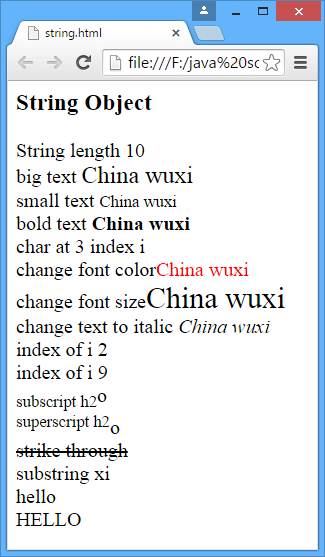 string.html
file:///F:/java%20sc
String Object
String length 10
big text China wuxi
small text China wuxi
bold text China wuxi
char at 3 index i
change font colorChina wuxi
change font sizeChina wuxi
change text to italic China wuxi
index of i 2
index of i 9
subscript h2o
superscript h2o
strike through
substring xi
hello
HELLO